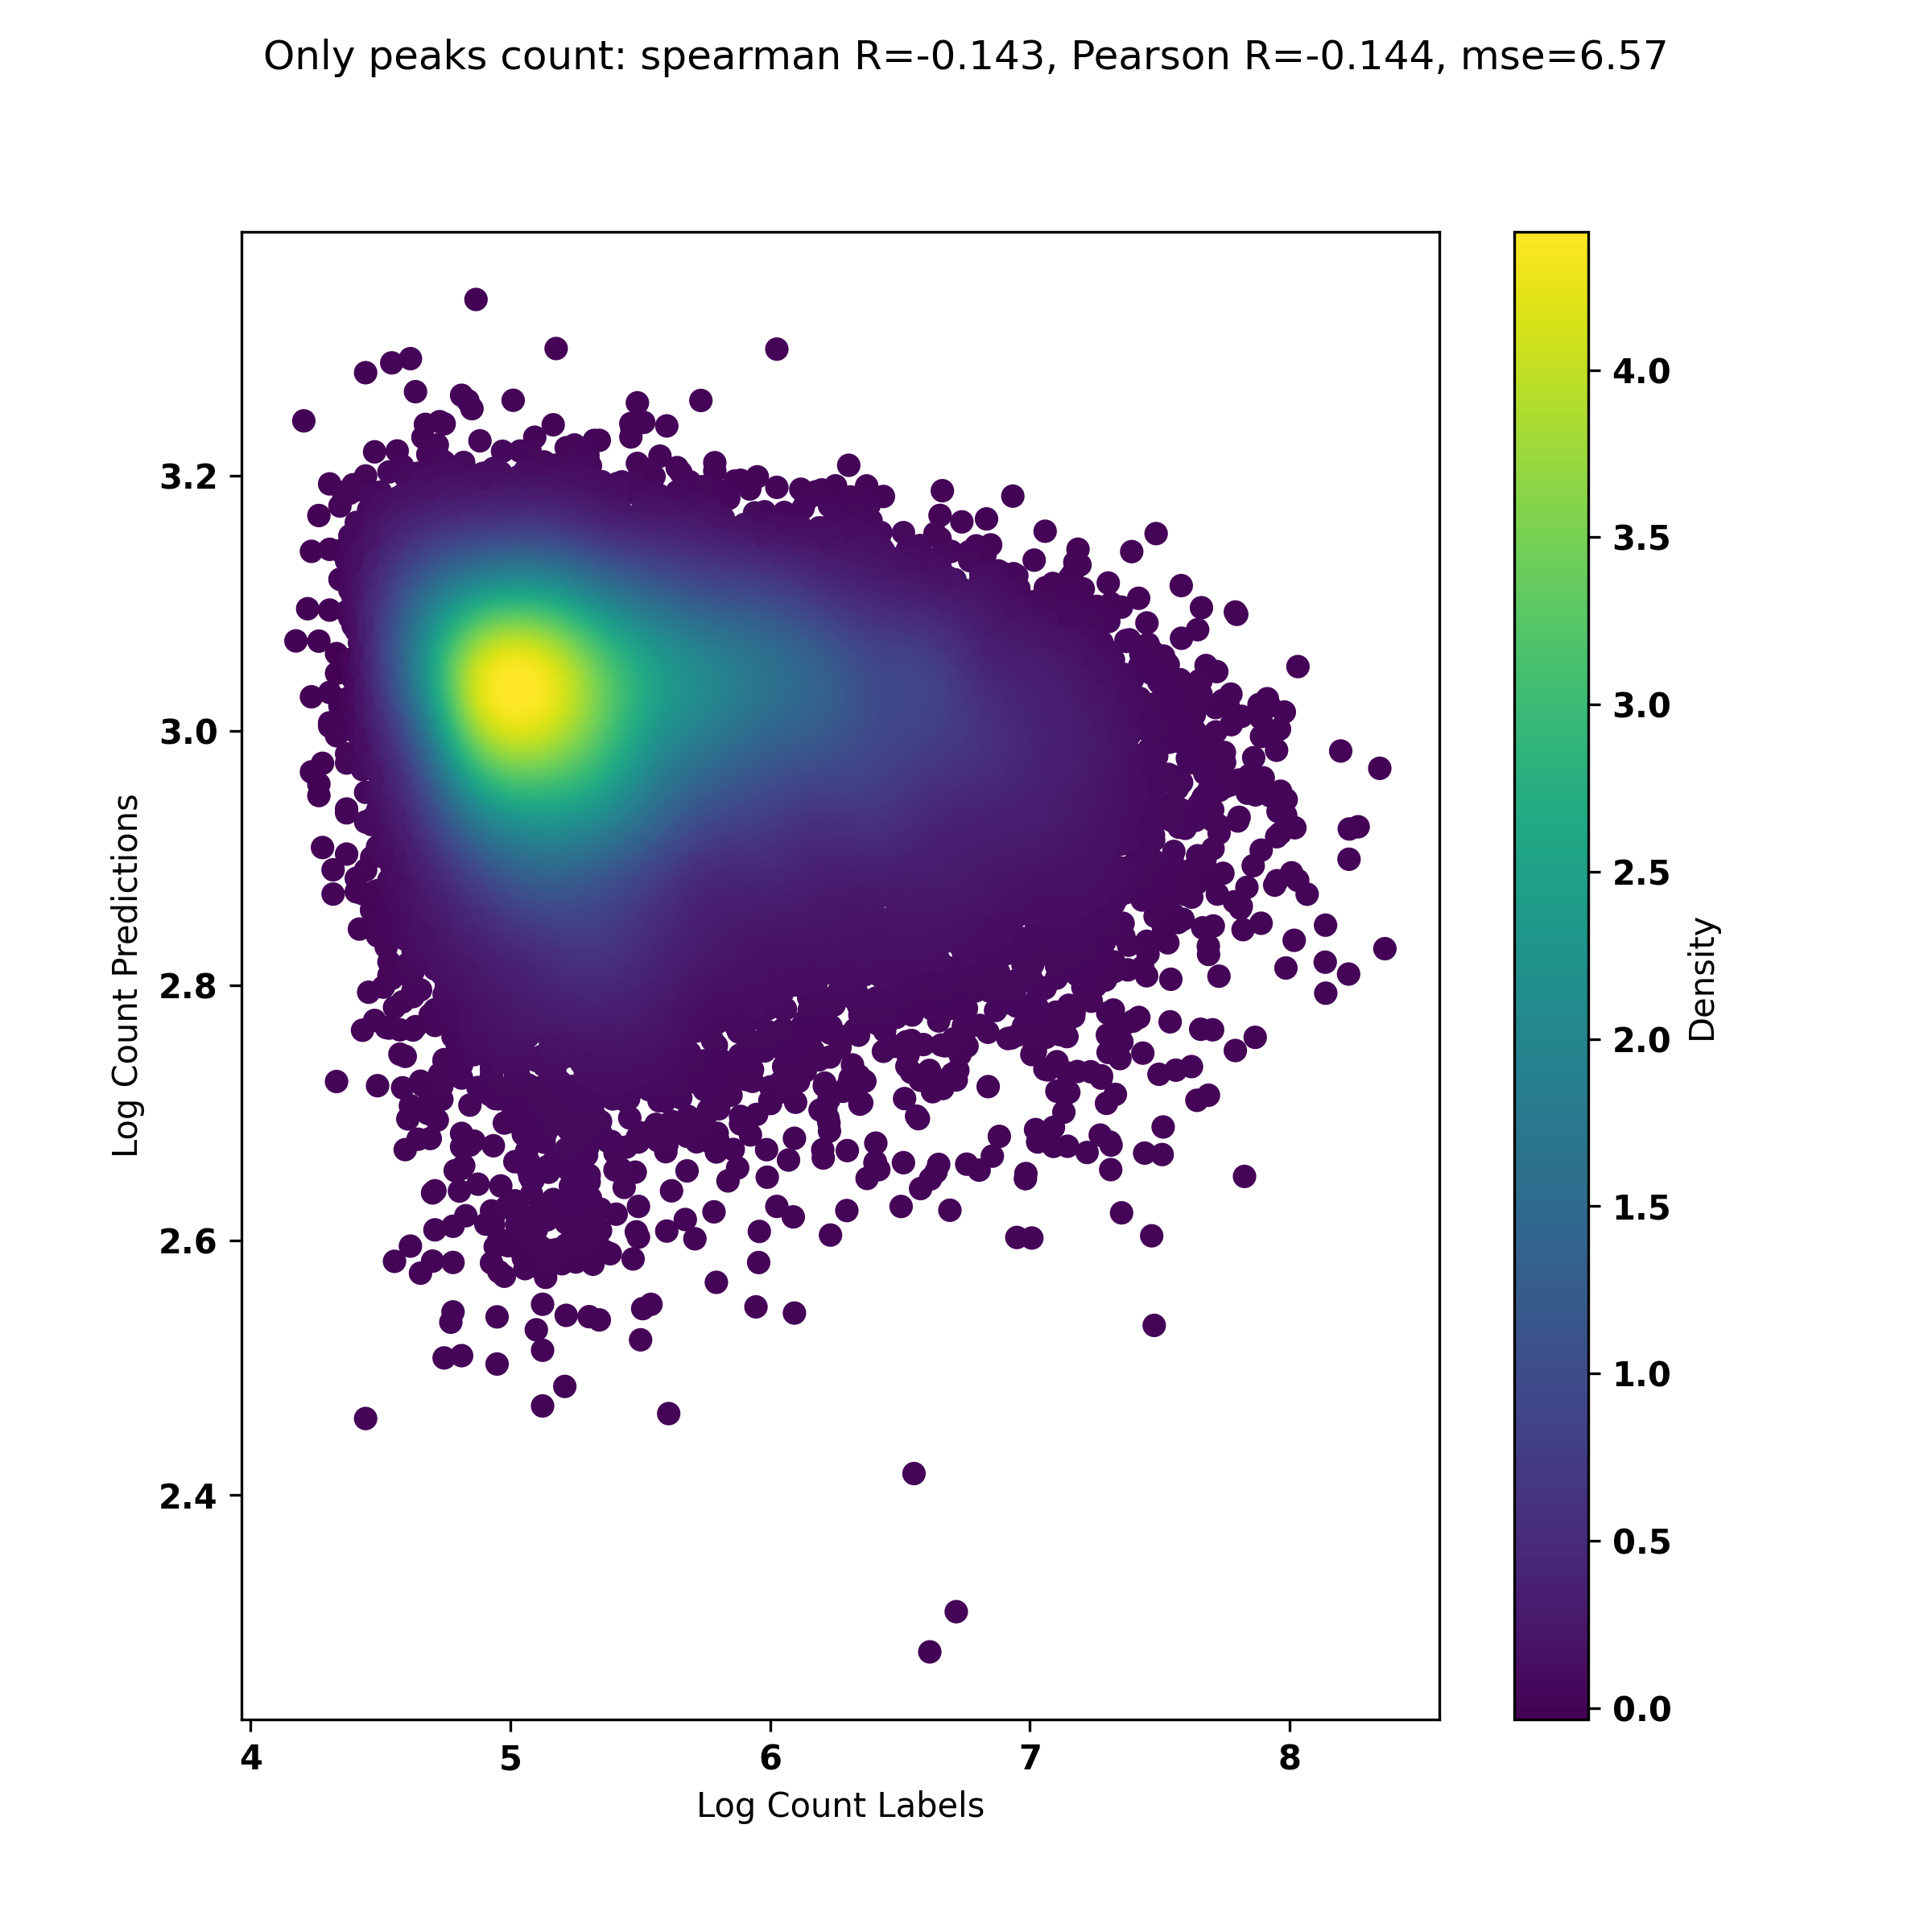 Only peaks count: spearman R=-0.143, Pearson R=-0.144, mse=6.57
Log Count Predictions
3.2
3.0
2.8
2.6
2.4
4 5 6 7 8
Log Count Labels
4.0
3.5
3.0
2.5
2.0
1.5
1.0
0.5
0.0
Density